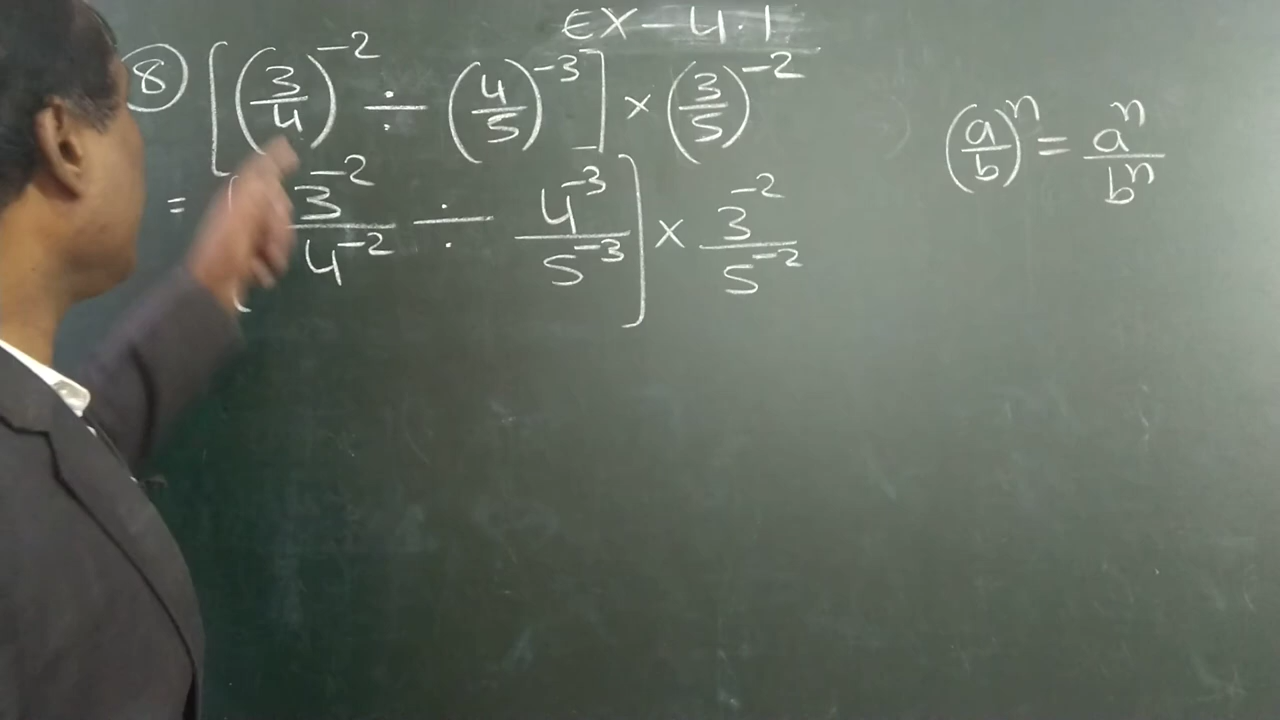 EX - 4.1
⑧ [(3/4)^-2 ÷ (4/5)^-3] × (3/5)^-2
(a/b)^n = a^n/b^n
= [3^-2/4^-2 ÷ 4^-3/5^-3] × 3^-2/5^-2